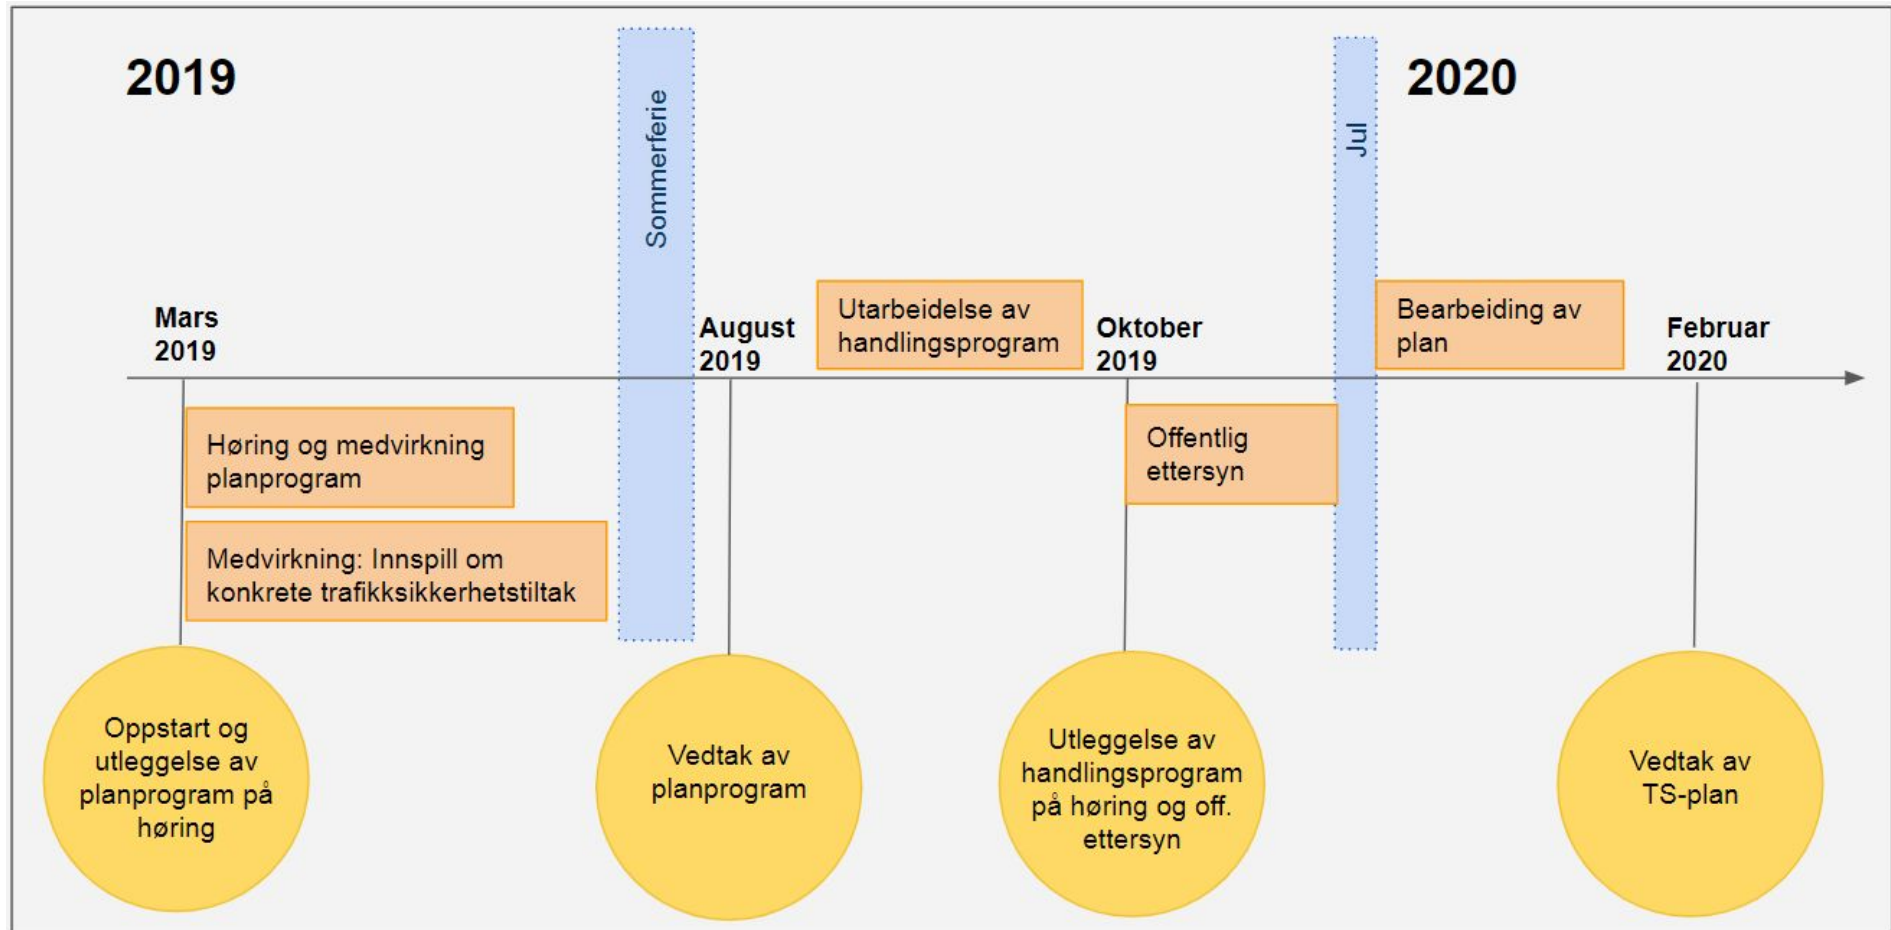 2019
2020
Sommerferie
Jul
Mars
2019
August
2019
Utarbeidelse av
handlingsprogram
Oktober
2019
Bearbeiding av
plan
Februar
2020
Høring og medvirkning
planprogram
Medvirkning: Innspill om
konkrete trafikksikkerhetstiltak
Offentlig
ettersyn
Oppstart og
utleggelse av
planprogram på
høring
Vedtak av
planprogram
Utleggelse av
handlingsprogram
på høring og off.
ettersyn
Vedtak av
TS-plan